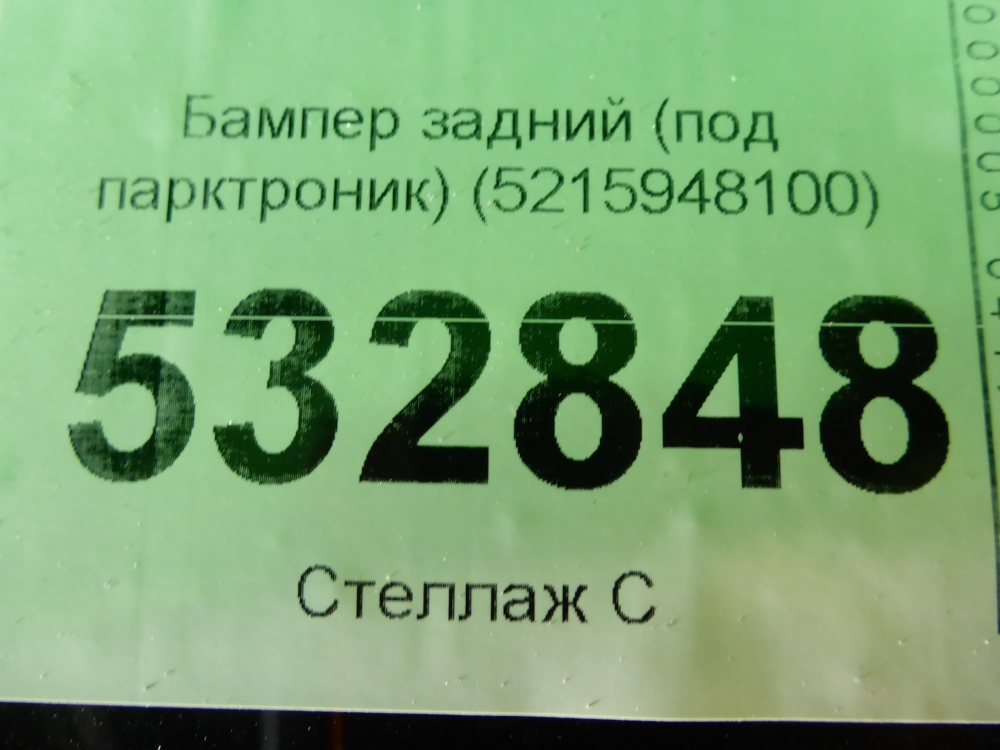 Бампер задний (под
парктроник) (5215948100)
532848
Стеллаж С